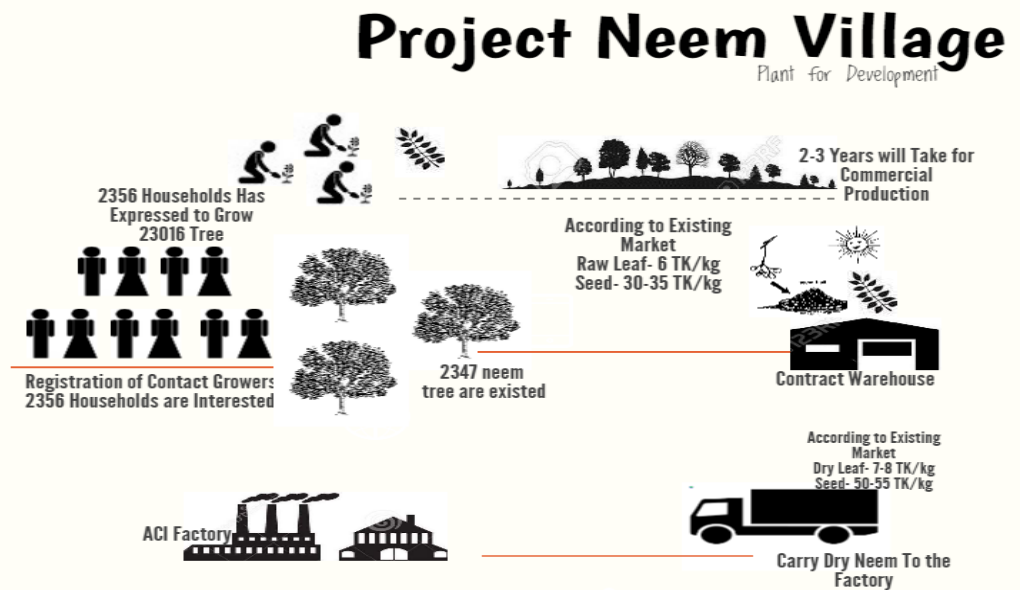 Project Neem Village
Plant for Development
2356 Households Has
Expressed to Grow
23016 Tree
2-3 Years will Take for
Commercial
Production
According to Existing
Market
Raw Leaf- 6 TK/kg
Seed- 30-35 TK/kg
Registration of Contact Growers
2356 Households are Interested
2347 neem
tree are existed
Contract Warehouse
According to Existing
Market
Dry Leaf- 7-8 TK/kg
Seed- 50-55 TK/kg
ACI Factory
Carry Dry Neem To the
Factory